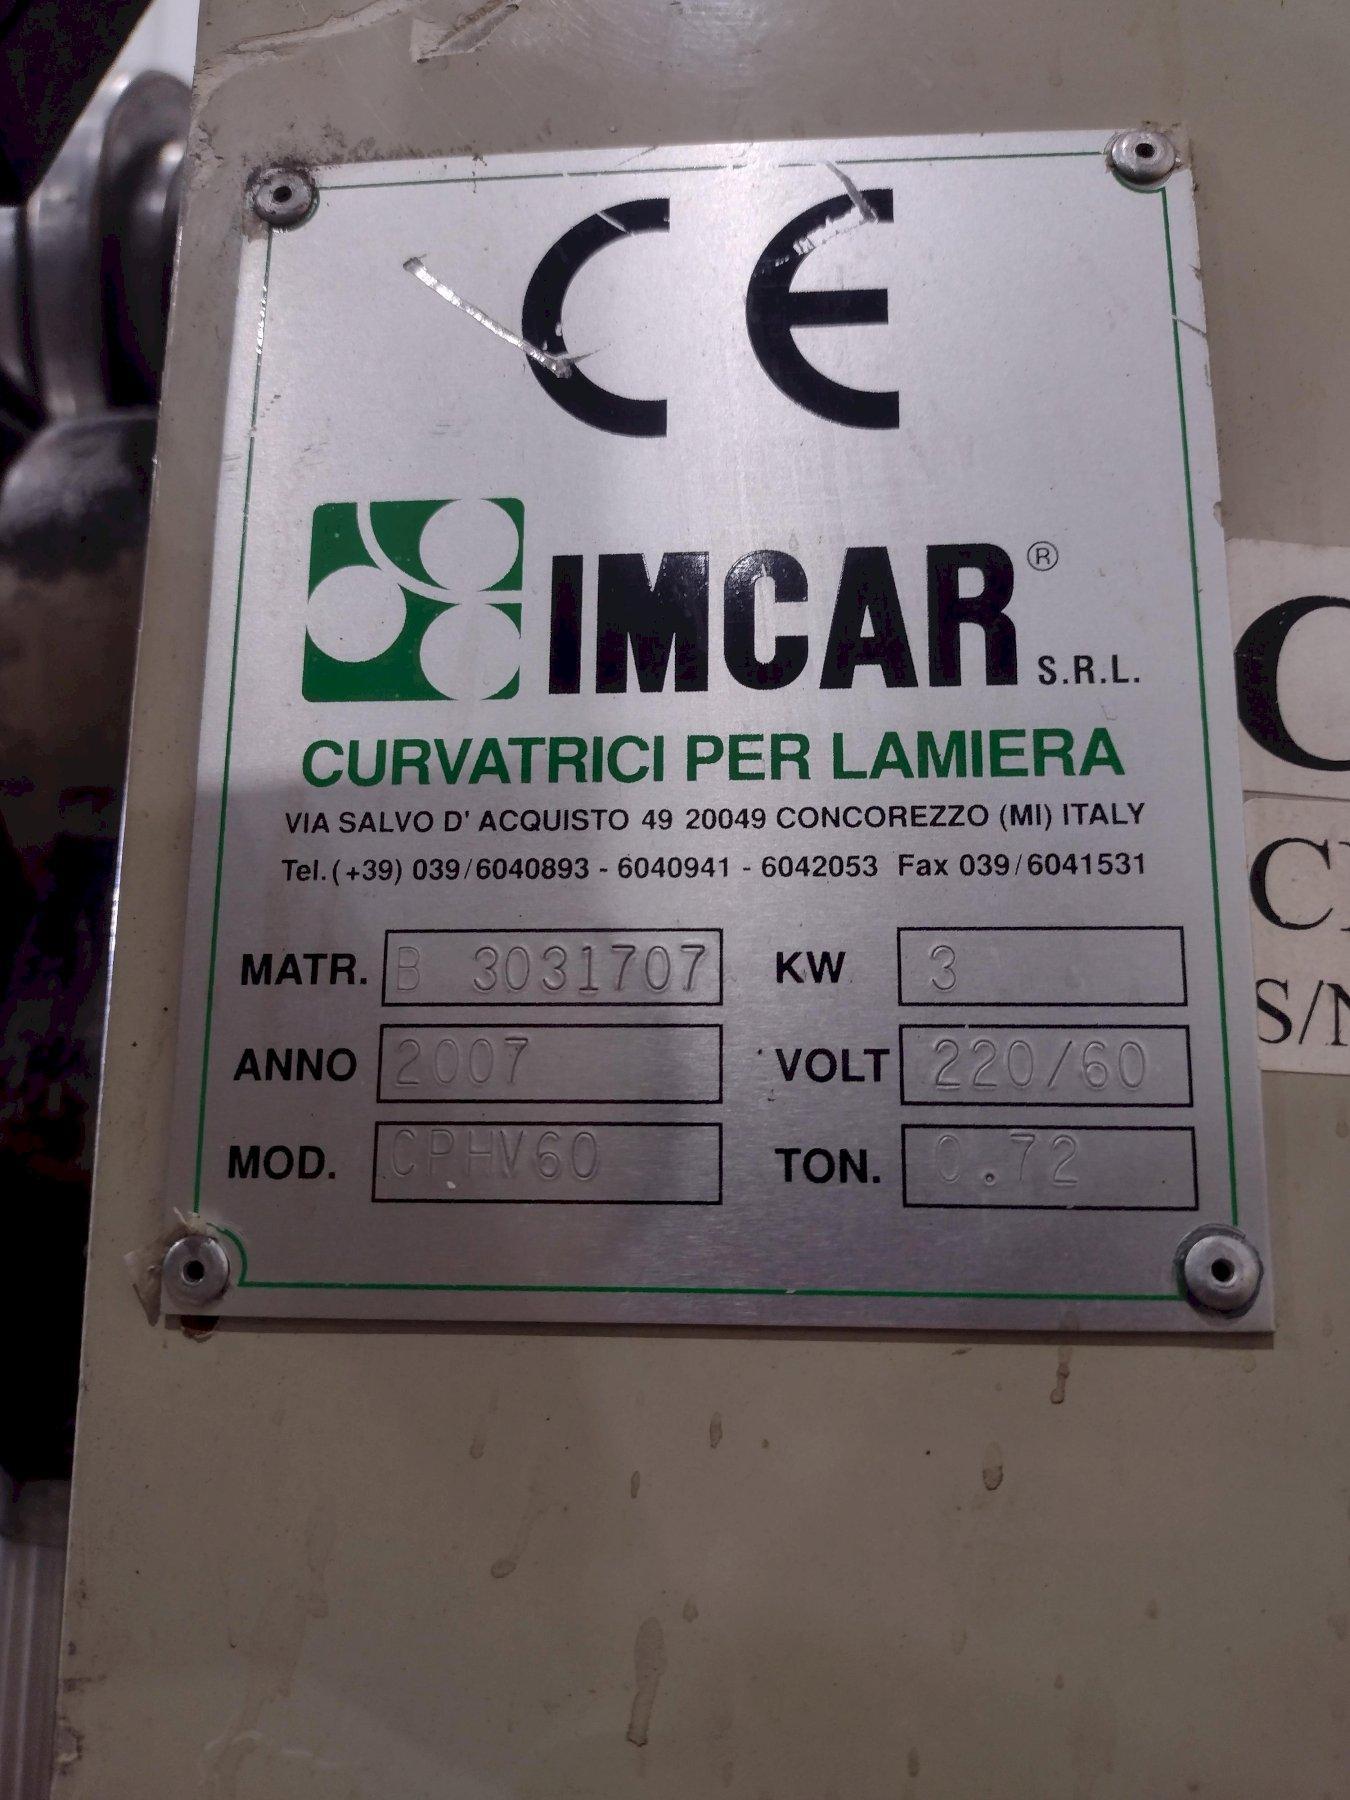 CE
IMCAR® S.R.L.
CURVATRICI PER LAMIERA
VIA SALVO D' ACQUISTO 49 20049 CONCOREZZO (MI) ITALY
Tel. (+39) 039/6040893 - 6040941 - 6042053 Fax 039/6041531
MATR. B 3031707 KW 3
ANNO 2007 VOLT 220/60
MOD. CPHV60 TON. 0.72
S/N